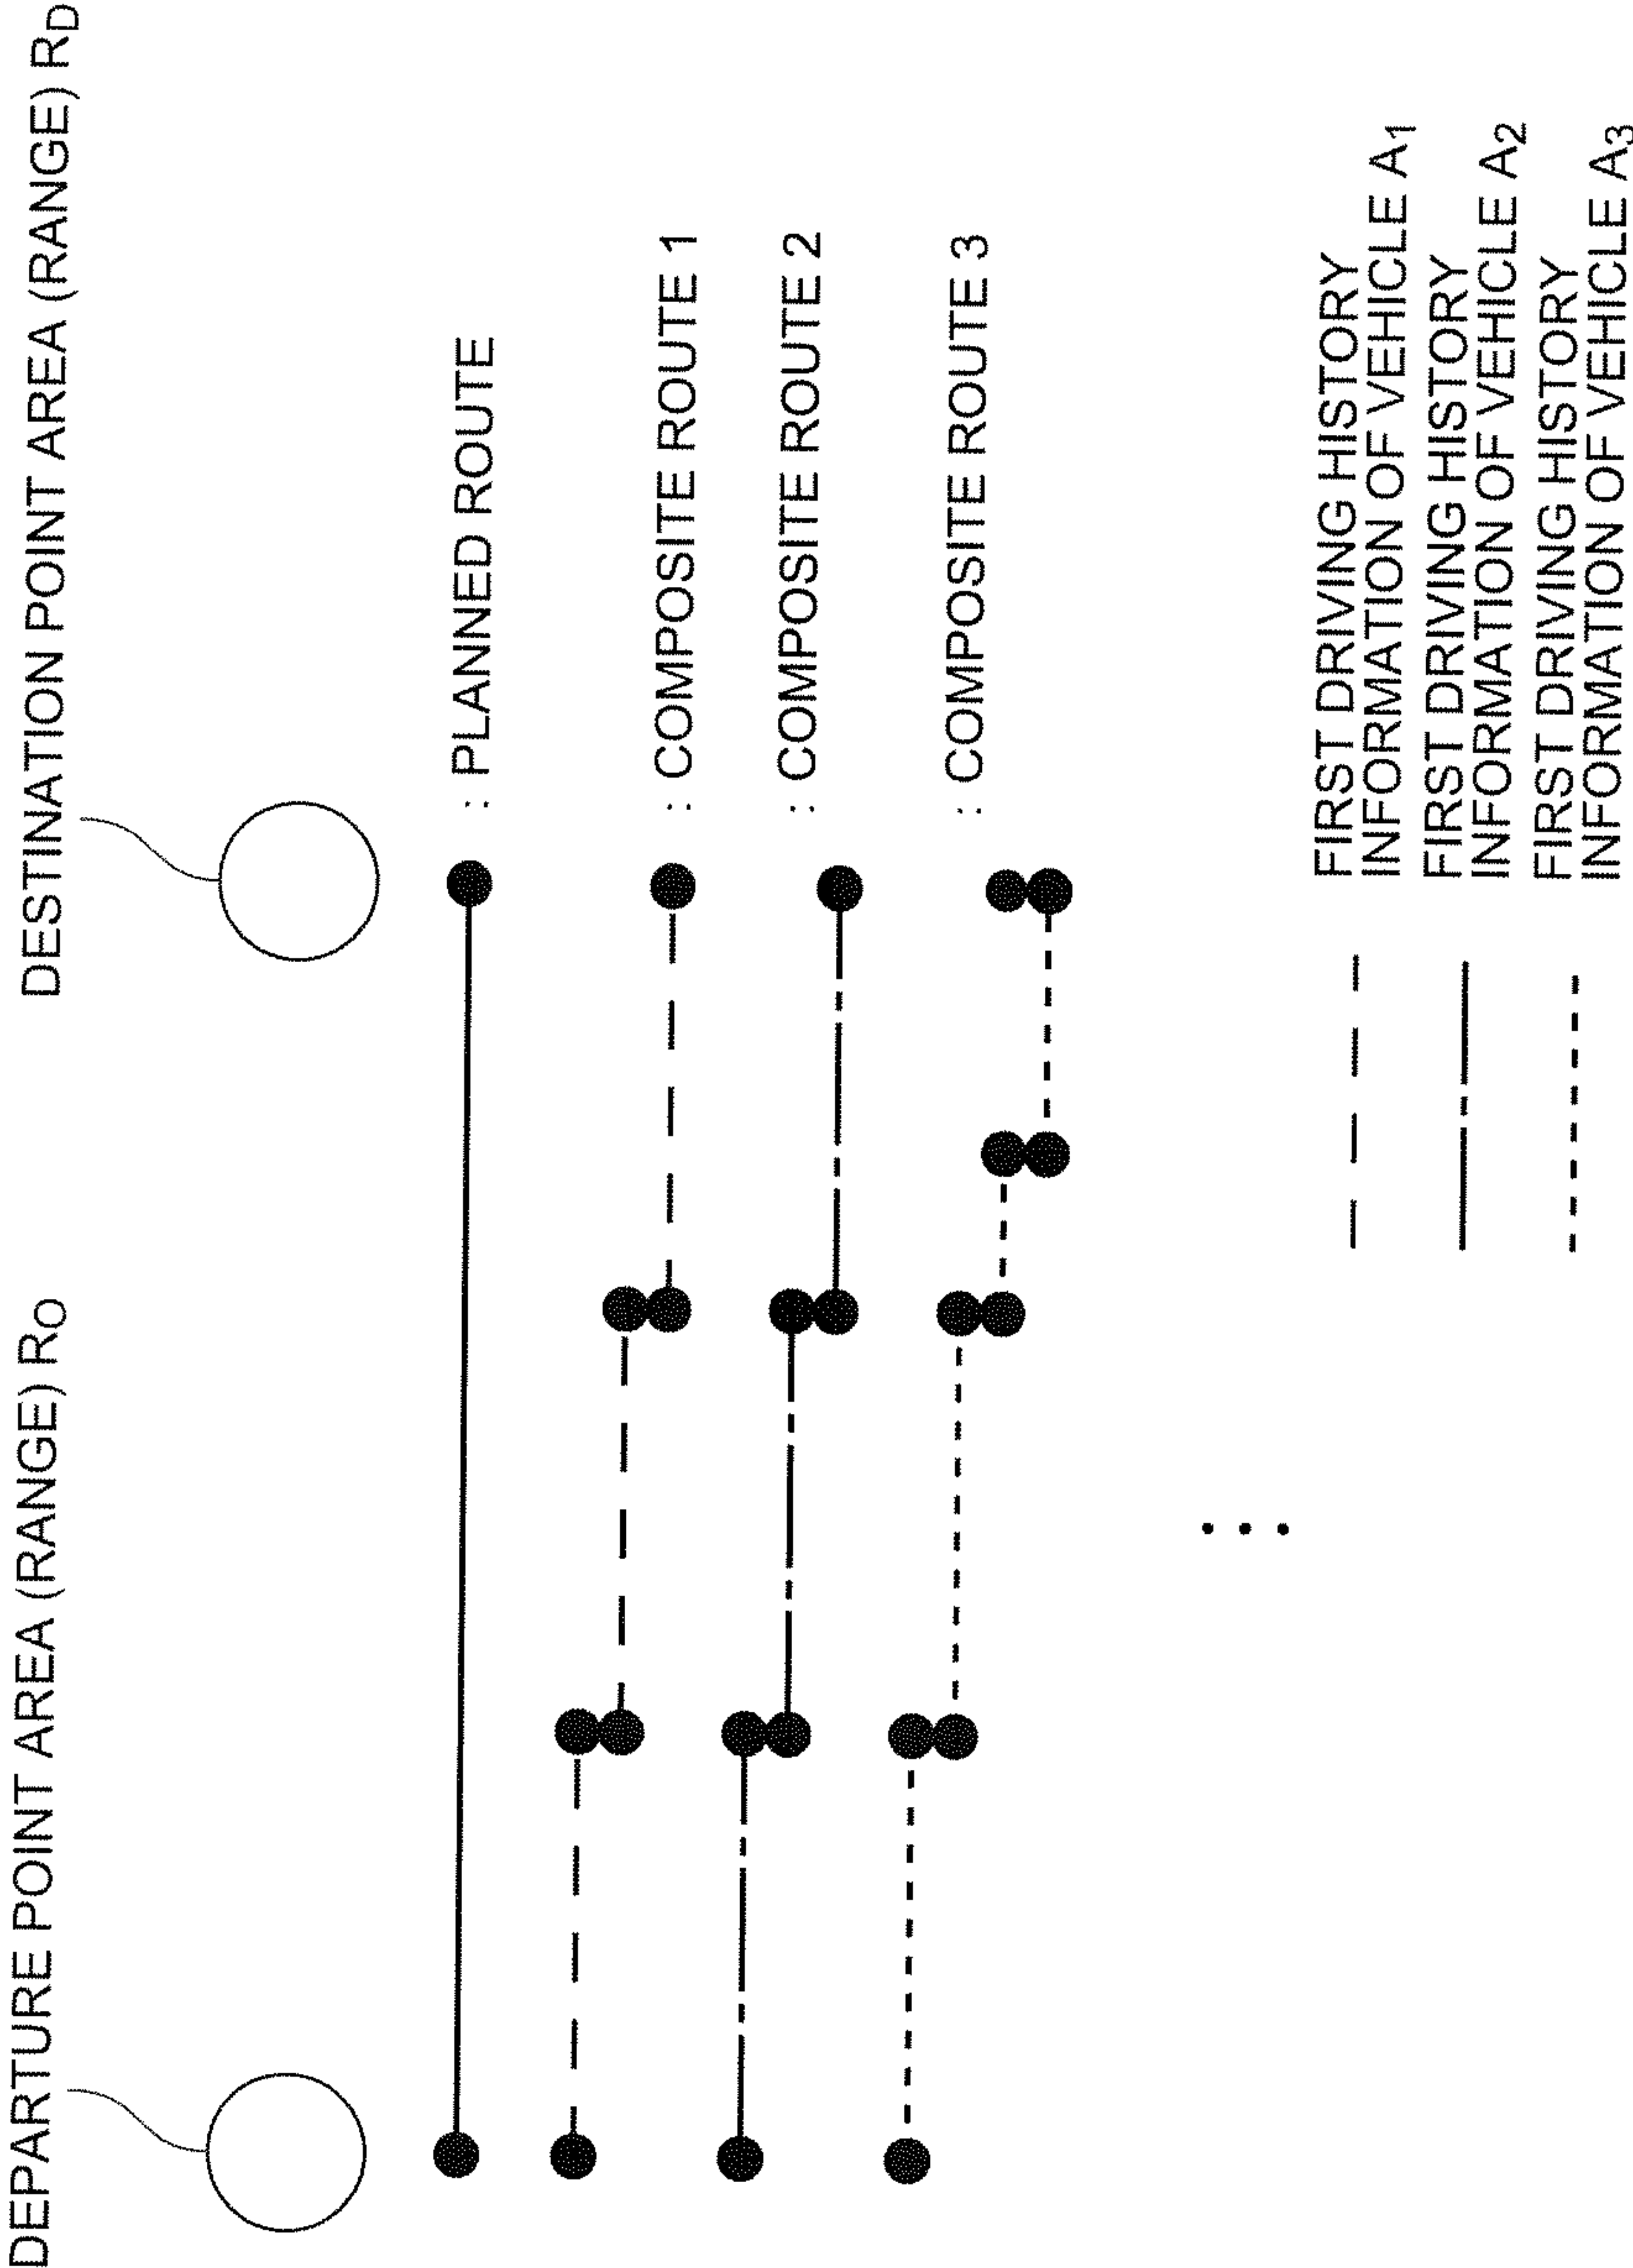 DEPARTURE POINT AREA (RANGE) RO
DESTINATION POINT AREA (RANGE) RD
: PLANNED ROUTE
: COMPOSITE ROUTE 1
: COMPOSITE ROUTE 2
: COMPOSITE ROUTE 3
FIRST DRIVING HISTORY
INFORMATION OF VEHICLE A1
FIRST DRIVING HISTORY
INFORMATION OF VEHICLE A2
FIRST DRIVING HISTORY
INFORMATION OF VEHICLE A3